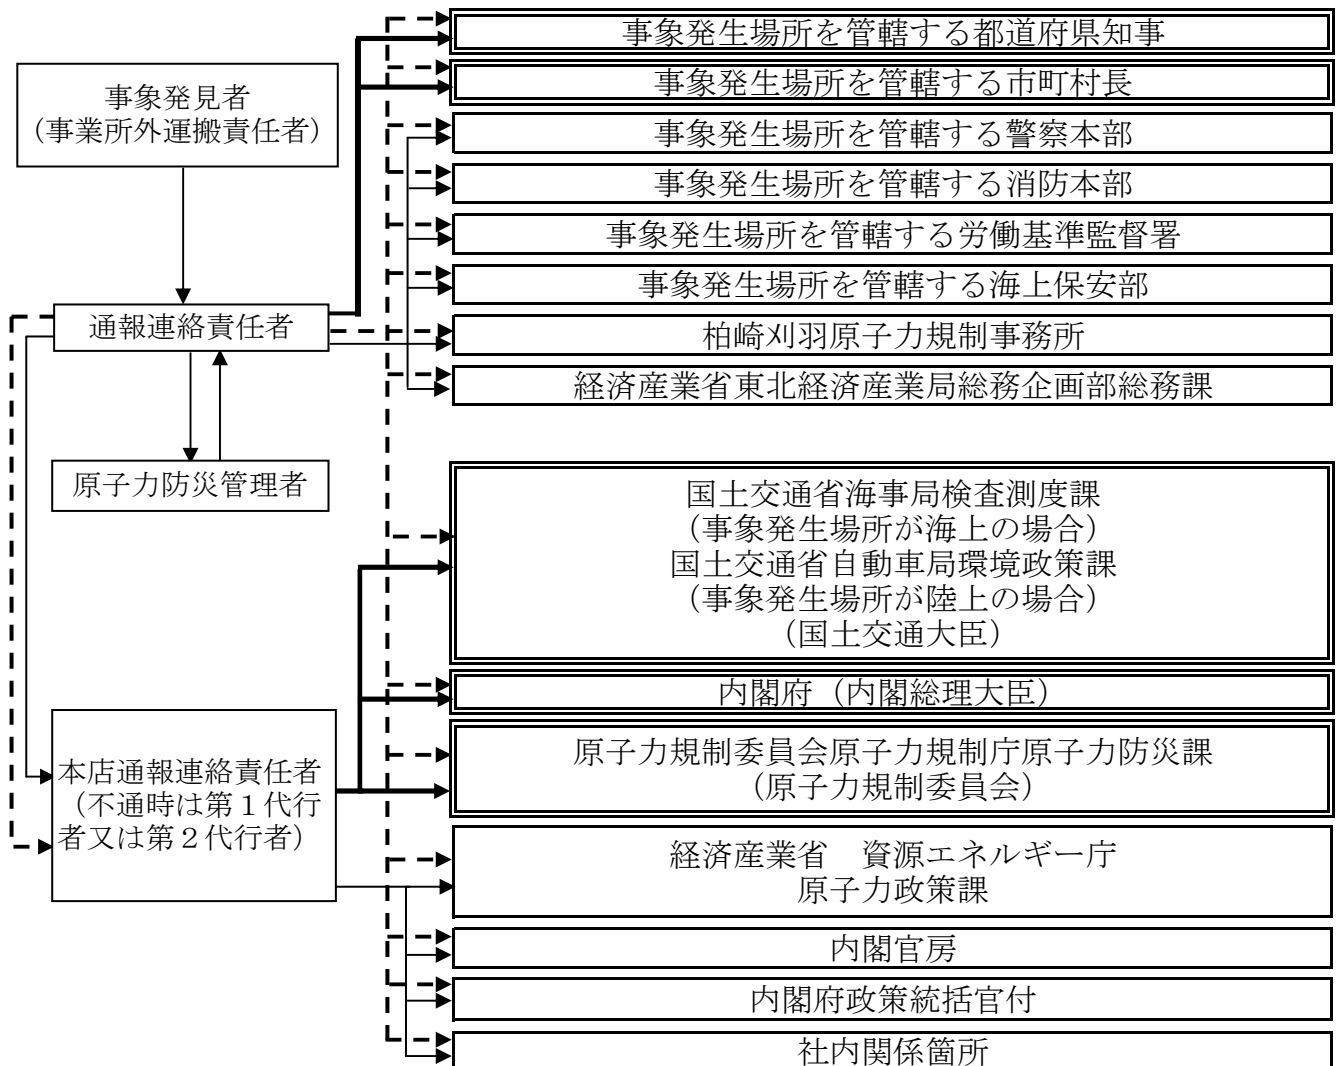 事象発生場所を管轄する都道府県知事
事象発生場所を管轄する市町村長
事象発見者
(事業所外運搬責任者)
事象発生場所を管轄する警察本部
事象発生場所を管轄する消防本部
事象発生場所を管轄する労働基準監督署
事象発生場所を管轄する海上保安部
通報連絡責任者
柏崎刈羽原子力規制事務所
経済産業省東北経済産業局総務企画部総務課
原子力防災管理者
国土交通省海事局検査測度課
(事象発生場所が海上の場合)
国土交通省自動車局環境政策課
(事象発生場所が陸上の場合)
(国土交通大臣)
内閣府(内閣総理大臣)
本店通報連絡責任者
(不通時は第1代行
者又は第2代行者)
原子力規制委員会原子力規制庁原子力防災課
(原子力規制委員会)
経済産業省 資源エネルギー庁
原子力政策課
内閣官房
内閣府政策統括官付
社内関係箇所